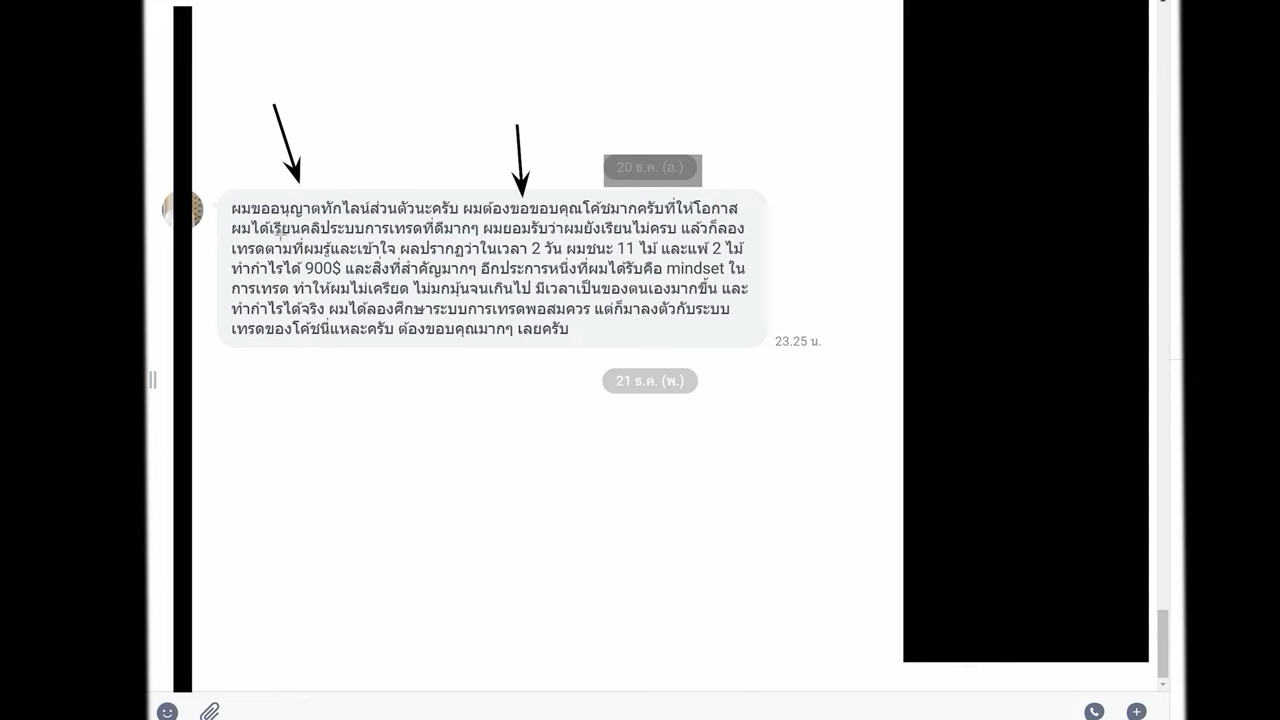 20 ธ.ค. (อ.)
ผมขออนุญาตทักไลน์ส่วนตัวนะครับ ผมต้องขอขอบคุณโค้ชมากครับที่ให้โอกาส
ผมได้เรียนคลิประบบการเทรดที่ดีมากๆ ผมยอมรับว่าผมยังเรียนไม่ครบ แล้วก็ลอง
เทรดตามที่ผมรู้และเข้าใจ ผลปรากฏว่าในเวลา 2 วัน ผมชนะ 11 ไม้ และแพ้ 2 ไม้
ทำกำไรได้ 900$ และสิ่งที่สำคัญมากๆ อีกประการหนึ่งที่ผมได้รับคือ mindset ใน
การเทรด ทำให้ผมไม่เครียด ไม่มกมุ้นจนเกินไป มีเวลาเป็นของตนเองมากขึ้น และ
ทำกำไรได้จริง ผมได้ลองศึกษาระบบการเทรดพอสมควร แต่ก็มาลงตัวกับระบบ
เทรดของโค้ชนี่แหละครับ ต้องขอบคุณมากๆ เลยครับ
23.25 น.
21 ธ.ค. (พ.)